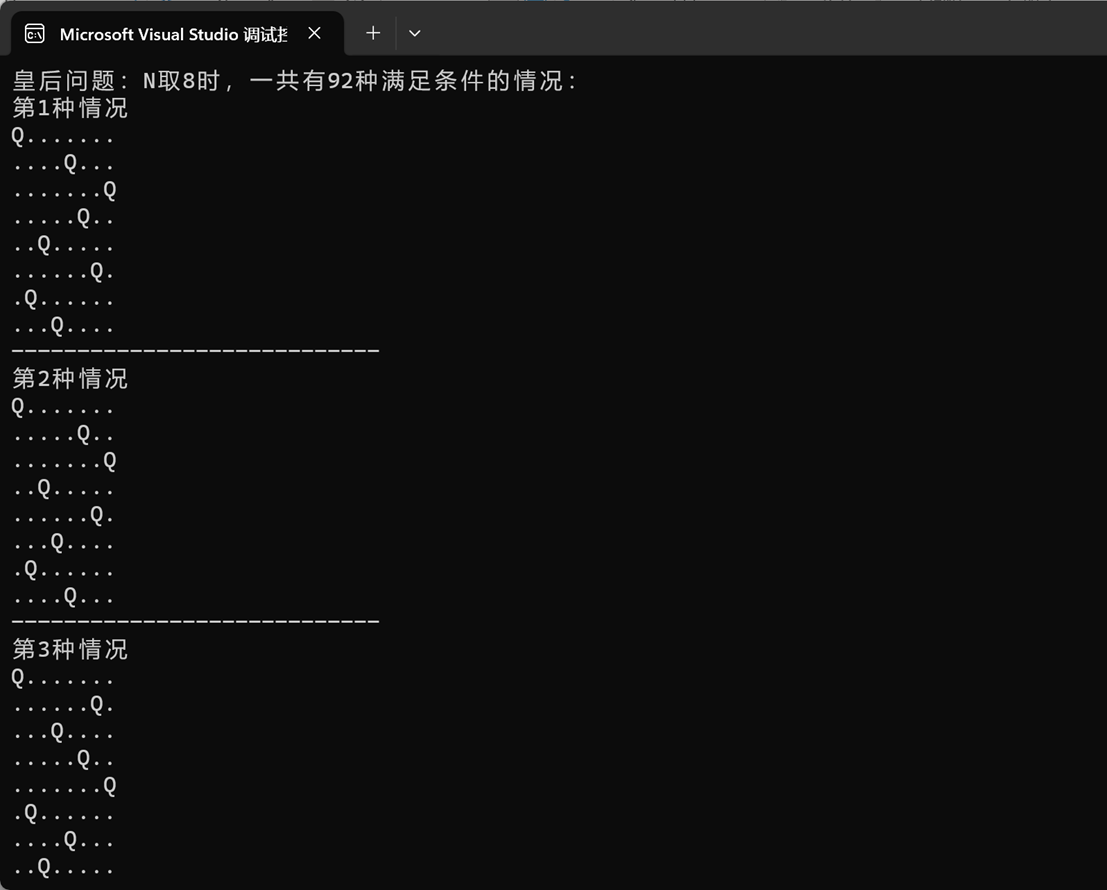 Microsoft Visual Studio 调试控
皇后问题：N取8时，一共有92种满足条件的情况：
第1种情况
Q.......
....Q...
.......Q
.....Q..
..Q.....
......Q.
.Q......
...Q....
----------------------------
第2种情况
Q.......
.....Q..
.......Q
..Q.....
......Q.
...Q....
.Q......
....Q...
----------------------------
第3种情况
Q.......
......Q.
...Q....
.....Q..
.......Q
.Q......
....Q...
..Q.....